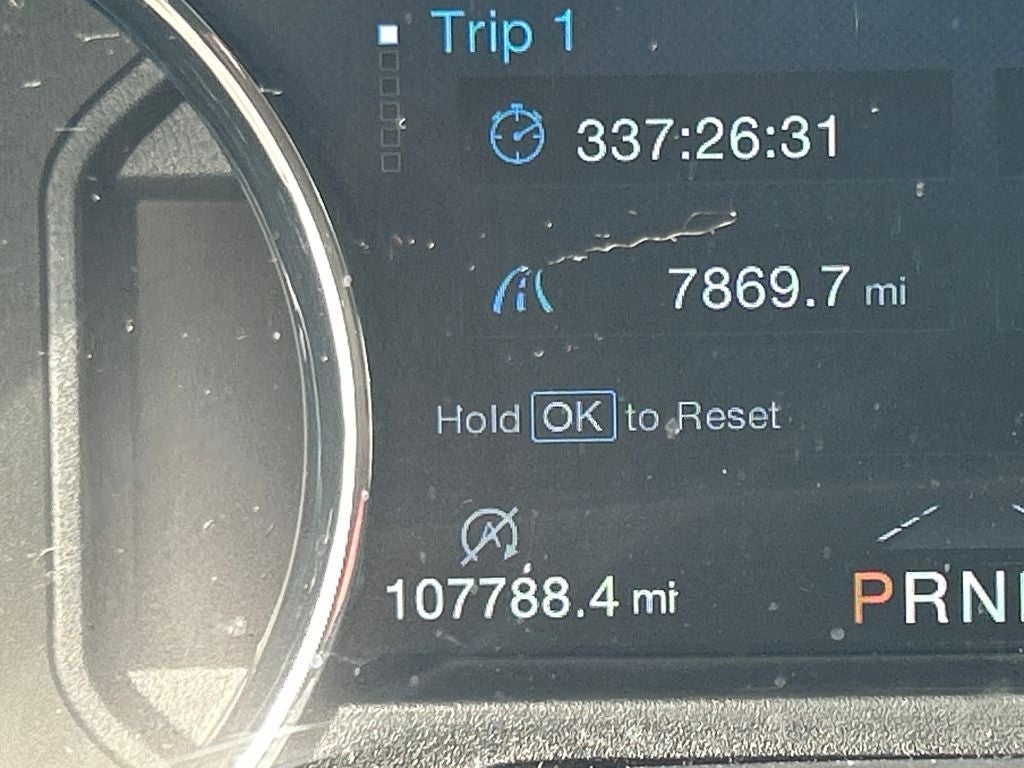 Trip 1
337:26:31
7869.7 mi
Hold OK to Reset
A
107788.4 mi
PRN